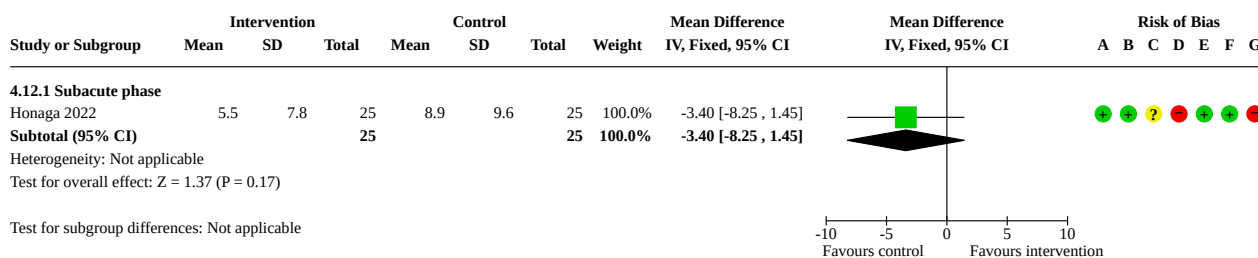 Intervention Control Mean Difference Mean Difference Risk of Bias
Study or Subgroup Mean SD Total Mean SD Total Weight IV, Fixed, 95% CI IV, Fixed, 95% CI A B C D E F G
4.12.1 Subacute phase
Honaga 2022 5.5 7.8 25 8.9 9.6 25 100.0% -3.40 [-8.25 , 1.45] + + ? − + + −
Subtotal (95% CI) 25 25 100.0% -3.40 [-8.25 , 1.45]
Heterogeneity: Not applicable
Test for overall effect: Z = 1.37 (P = 0.17)
Test for subgroup differences: Not applicable
-10 -5 0 5 10
Favours control Favours intervention